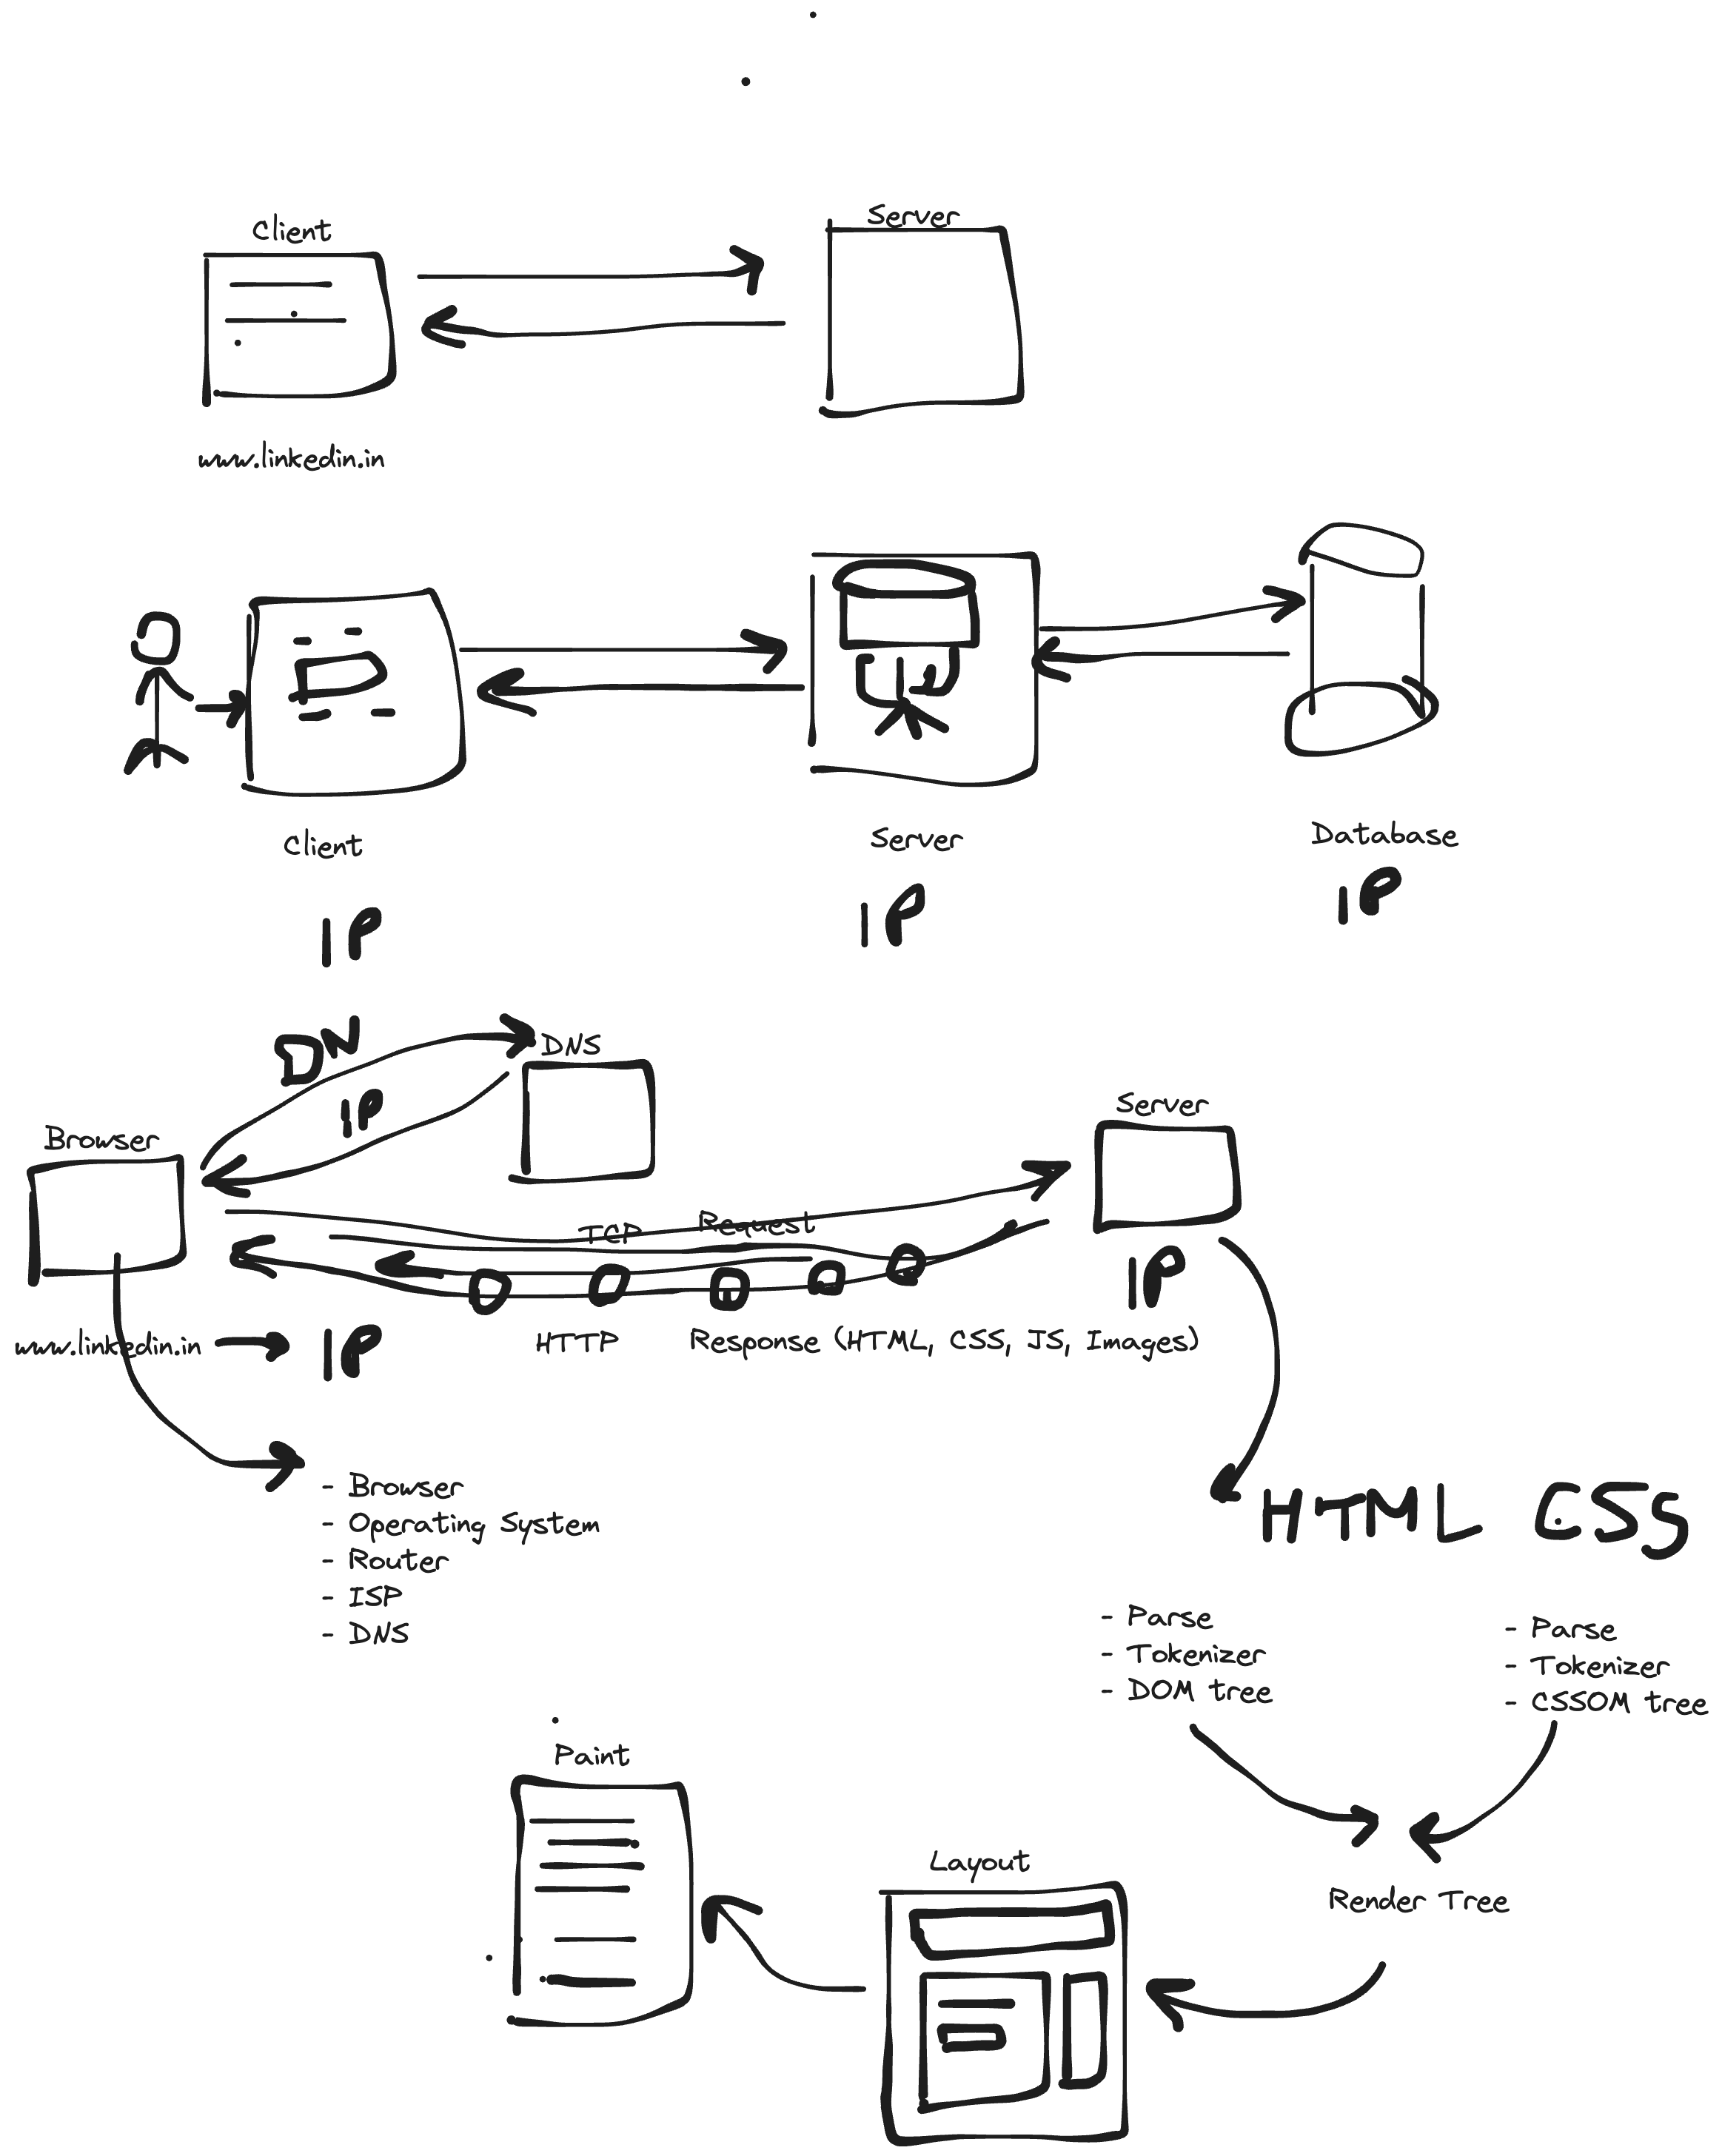 Client
Server
www.linkedin.in
Client
Server
Database
IP
IP
IP
DN
DNS
IP
Browser
Server
TCP
Request
IP
www.linkedin.in
IP
HTTP
Response (HTML, CSS, JS, Images)
- Browser
- Operating System
- Router
- ISP
- DNS
HTML CSS
- Parse
- Tokenizer
- DOM tree
- Parse
- Tokenizer
- CSSOM tree
Render Tree
Layout
Paint